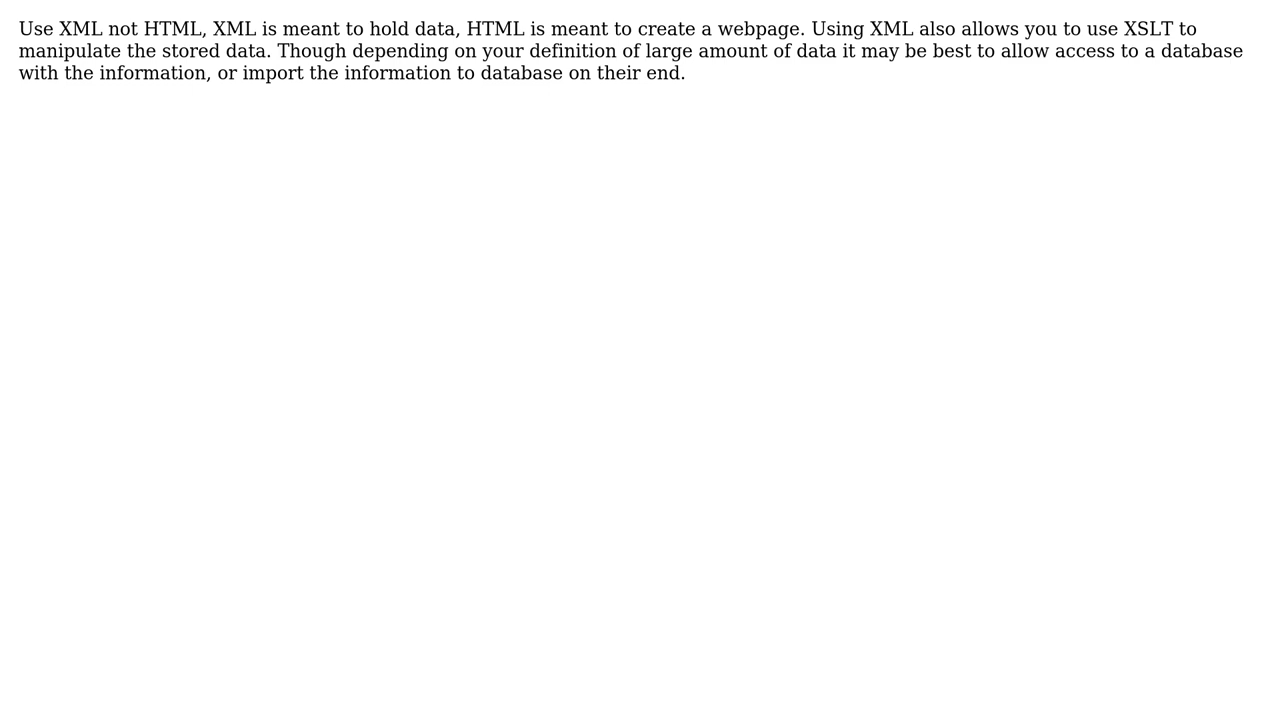 Use XML not HTML, XML is meant to hold data, HTML is meant to create a webpage. Using XML also allows you to use XSLT to
manipulate the stored data. Though depending on your definition of large amount of data it may be best to allow access to a database
with the information, or import the information to database on their end.